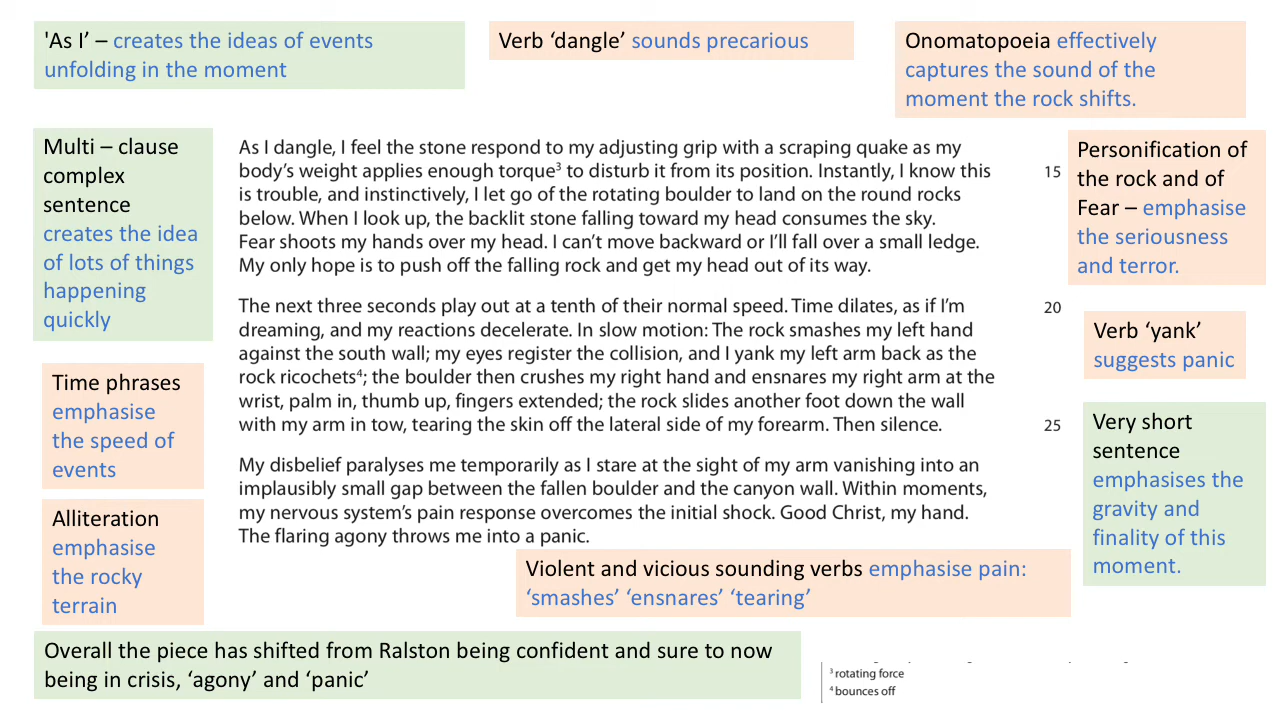 'As I’ – creates the ideas of events
unfolding in the moment
Verb ‘dangle’ sounds precarious
Onomatopoeia effectively
captures the sound of the
moment the rock shifts.
Multi – clause
complex
sentence
creates the idea
of lots of things
happening
quickly
Time phrases
emphasise
the speed of
events
Alliteration
emphasise
the rocky
terrain
As I dangle, I feel the stone respond to my adjusting grip with a scraping quake as my
body’s weight applies enough torque³ to disturb it from its position. Instantly, I know this
15
is trouble, and instinctively, I let go of the rotating boulder to land on the round rocks
below. When I look up, the backlit stone falling toward my head consumes the sky.
Fear shoots my hands over my head. I can’t move backward or I’ll fall over a small ledge.
My only hope is to push off the falling rock and get my head out of its way.
The next three seconds play out at a tenth of their normal speed. Time dilates, as if I’m
20
dreaming, and my reactions decelerate. In slow motion: The rock smashes my left hand
against the south wall; my eyes register the collision, and I yank my left arm back as the
rock ricochets⁴; the boulder then crushes my right hand and ensnares my right arm at the
wrist, palm in, thumb up, fingers extended; the rock slides another foot down the wall
with my arm in tow, tearing the skin off the lateral side of my forearm. Then silence.
25
My disbelief paralyses me temporarily as I stare at the sight of my arm vanishing into an
implausibly small gap between the fallen boulder and the canyon wall. Within moments,
my nervous system’s pain response overcomes the initial shock. Good Christ, my hand.
The flaring agony throws me into a panic.
Personification of
the rock and of
Fear – emphasise
the seriousness
and terror.
Verb ‘yank’
suggests panic
Very short
sentence
emphasises the
gravity and
finality of this
moment.
Violent and vicious sounding verbs emphasise pain:
‘smashes’ ‘ensnares’ ‘tearing’
Overall the piece has shifted from Ralston being confident and sure to now
being in crisis, ‘agony’ and ‘panic’
³ rotating force
⁴ bounces off